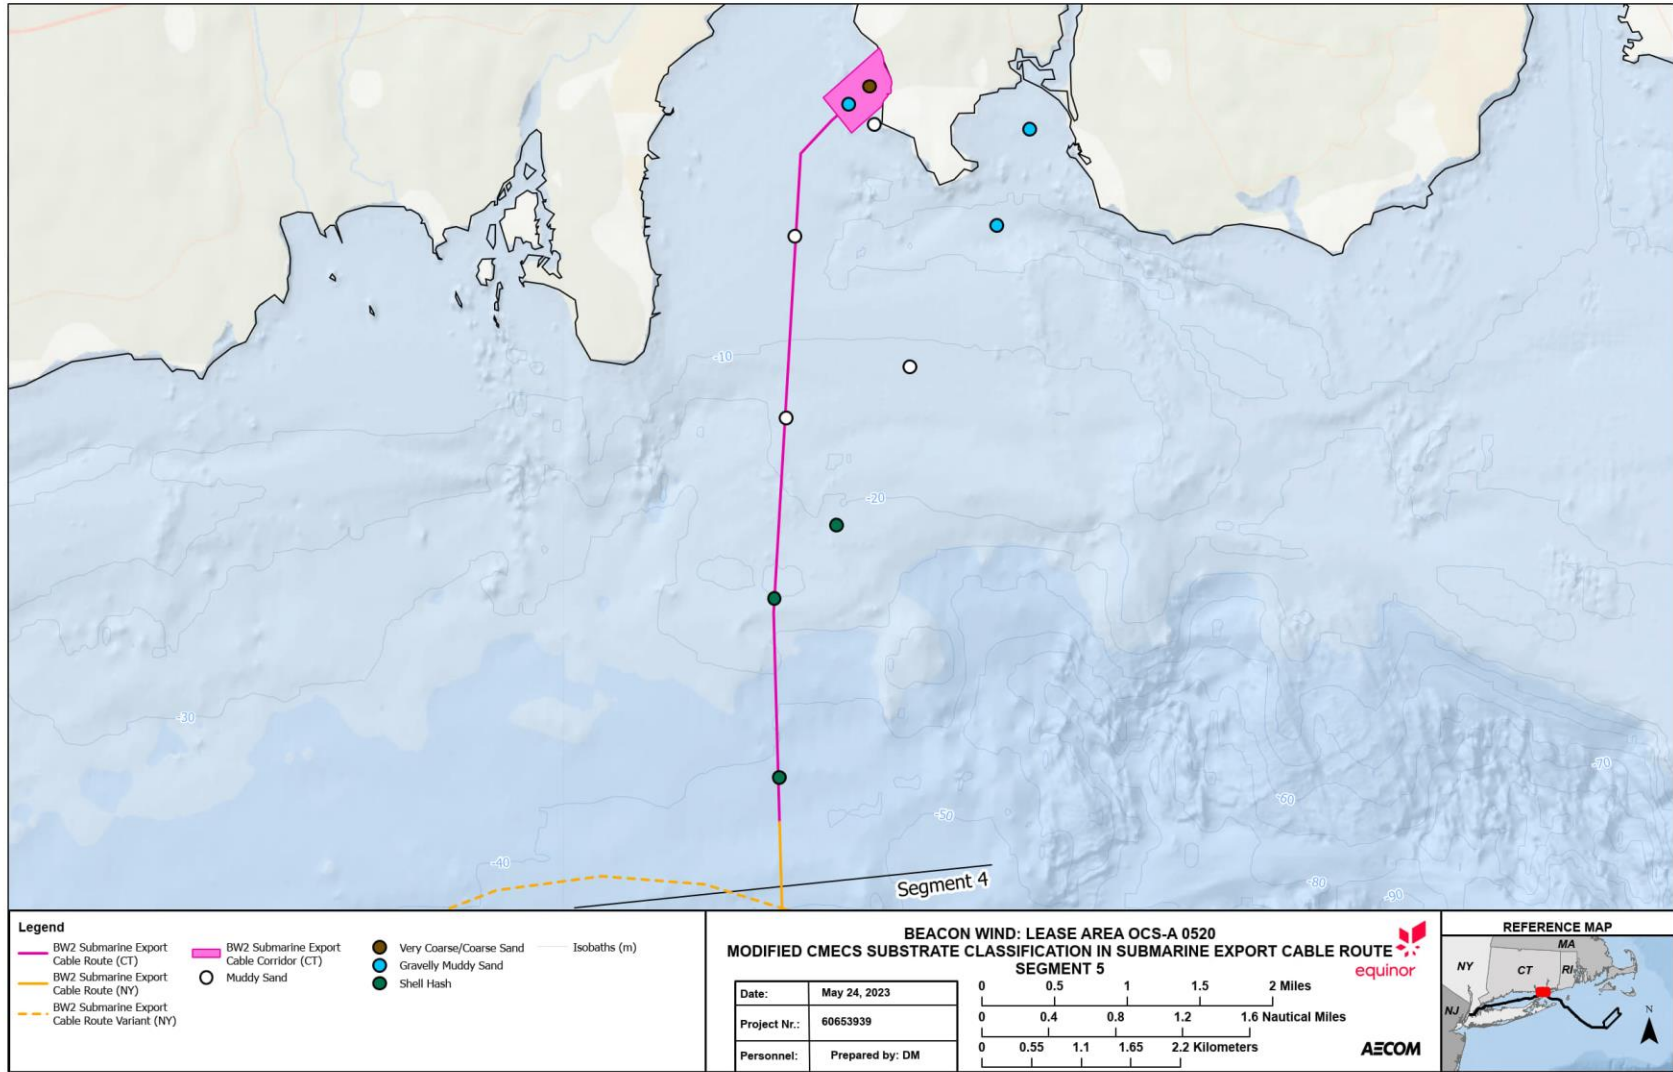 -10
-20
-30
-40
-50
-60
-70
-80
-90
Segment 4
Legend
BW2 Submarine Export
Cable Route (CT)
BW2 Submarine Export
Cable Route (NY)
BW2 Submarine Export
Cable Route Variant (NY)
BW2 Submarine Export
Cable Corridor (CT)
Muddy Sand
Very Coarse/Coarse Sand
Gravelly Muddy Sand
Shell Hash
Isobaths (m)
BEACON WIND: LEASE AREA OCS-A 0520
MODIFIED CMECS SUBSTRATE CLASSIFICATION IN SUBMARINE EXPORT CABLE ROUTE
SEGMENT 5
equinor
Date: May 24, 2023
Project Nr.: 60653939
Personnel: Prepared by: DM
0 0.5 1 1.5 2 Miles
0 0.4 0.8 1.2 1.6 Nautical Miles
0 0.55 1.1 1.65 2.2 Kilometers
AECOM
REFERENCE MAP
MA
NY
CT
RI
NJ
N